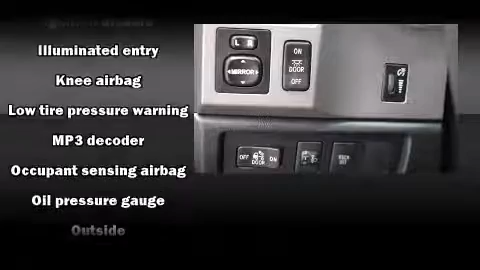 Illuminated entry
Knee airbag
Low tire pressure warning
MP3 decoder
Occupant sensing airbag
Oil pressure gauge
Outside
L R
MIRROR
ON
DOOR
OFF
OFF DOOR ON